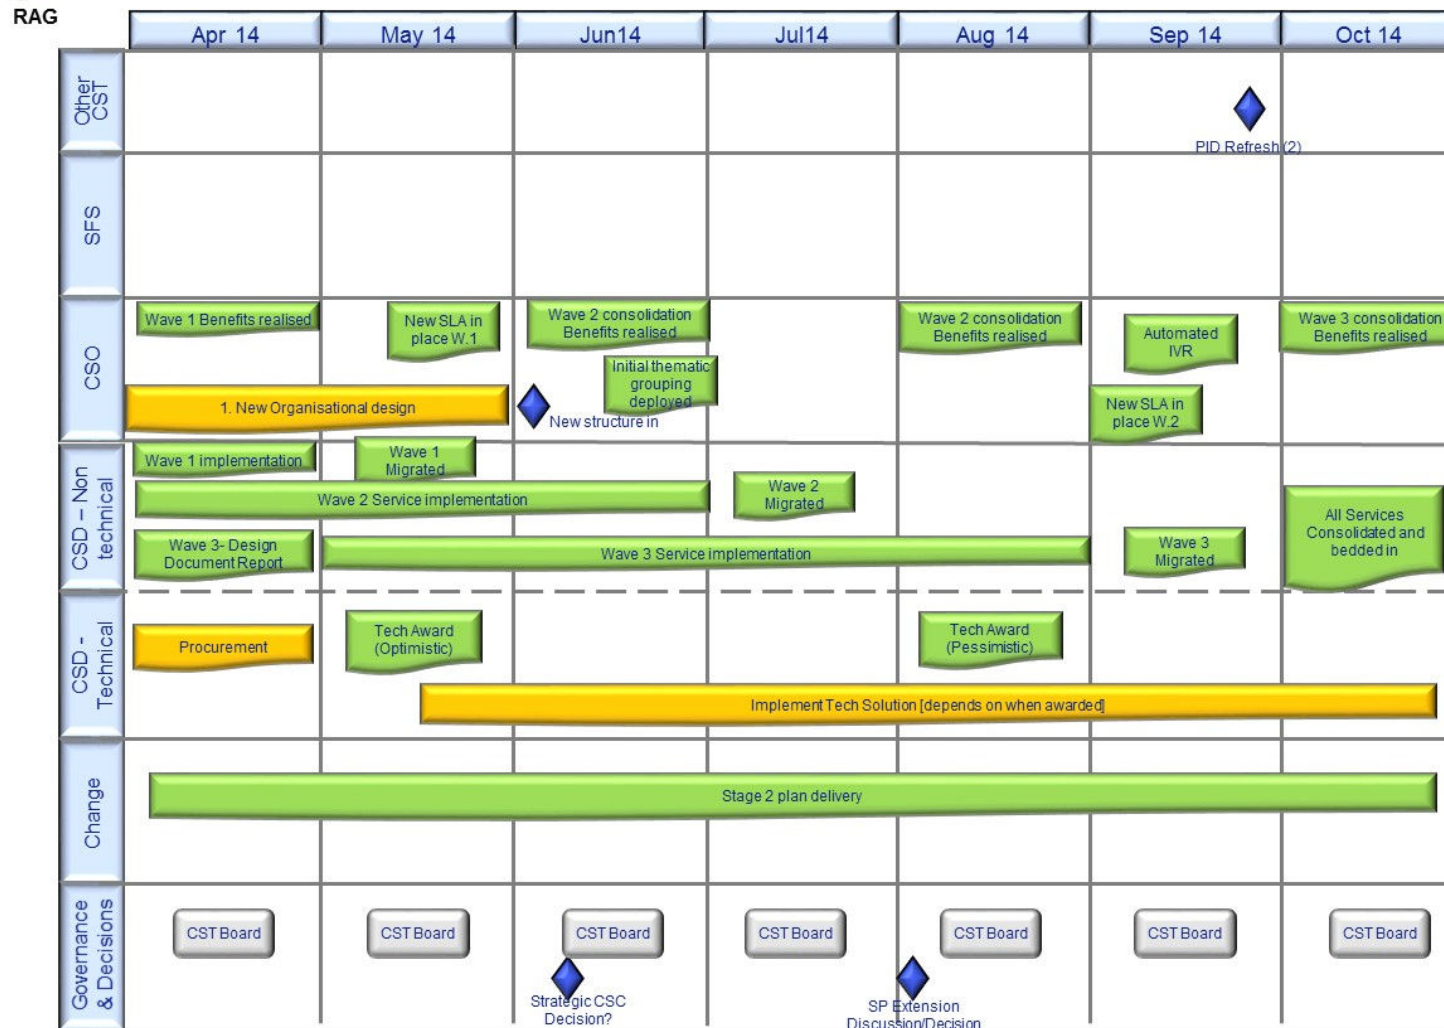 RAG
Apr 14
May 14
Jun14
Jul14
Aug 14
Sep 14
Oct 14
Other
CST
PID Refresh (2)
SFS
CSO
Wave 1 Benefits realised
New SLA in
place W.1
Wave 2 consolidation
Benefits realised
Initial thematic
grouping
deployed
Wave 2 consolidation
Benefits realised
Automated
IVR
Wave 3 consolidation
Benefits realised
1. New Organisational design
New structure in
New SLA in
place W.2
CSD – Non
technical
Wave 1 implementation
Wave 1
Migrated
Wave 2 Service implementation
Wave 2
Migrated
Wave 3- Design
Document Report
Wave 3 Service implementation
Wave 3
Migrated
All Services
Consolidated and
bedded in
CSD -
Technical
Procurement
Tech Award
(Optimistic)
Tech Award
(Pessimistic)
Implement Tech Solution [depends on when awarded]
Change
Stage 2 plan delivery
Governance
& Decisions
CST Board
CST Board
CST Board
CST Board
CST Board
CST Board
CST Board
Strategic CSC
Decision?
SP Extension
Discussion/Decision